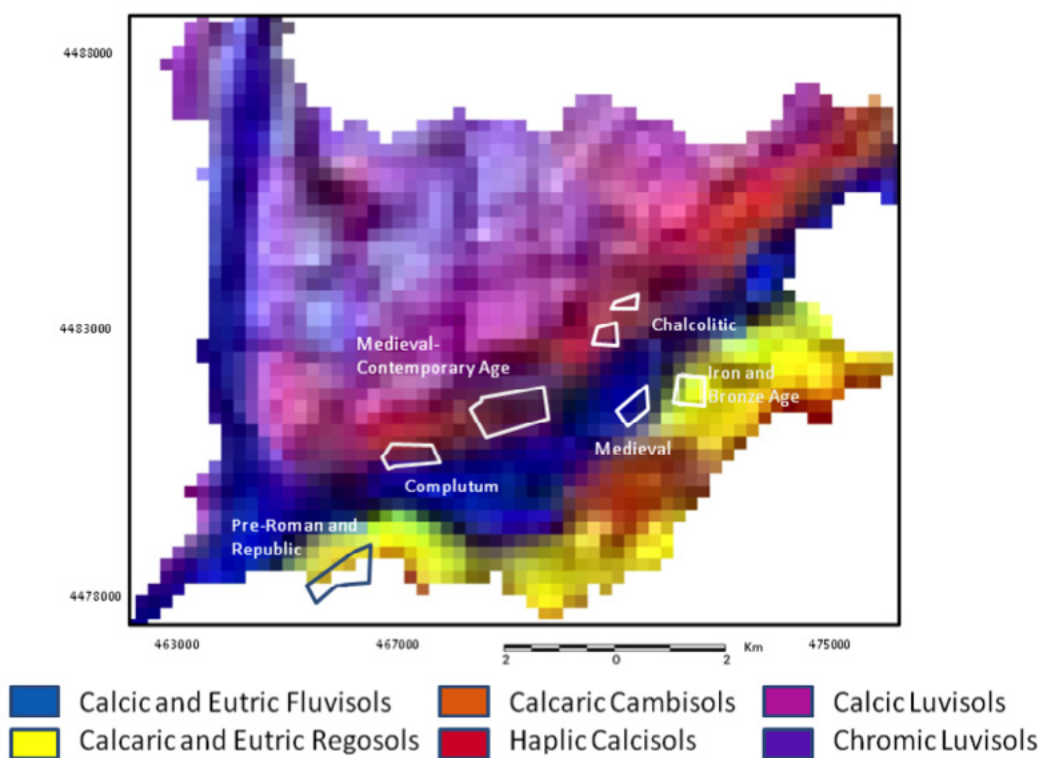 4488000
4483000
4478000
Medieval-
Contemporary Age
Chalcolitic
Iron and
Bronze Age
Medieval
Complutum
Pre-Roman and
Republic
463000
467000
475000
2
0
2
Km
Calcic and Eutric Fluvisols
Calcaric Cambisols
Calcic Luvisols
Calcaric and Eutric Regosols
Haplic Calcisols
Chromic Luvisols